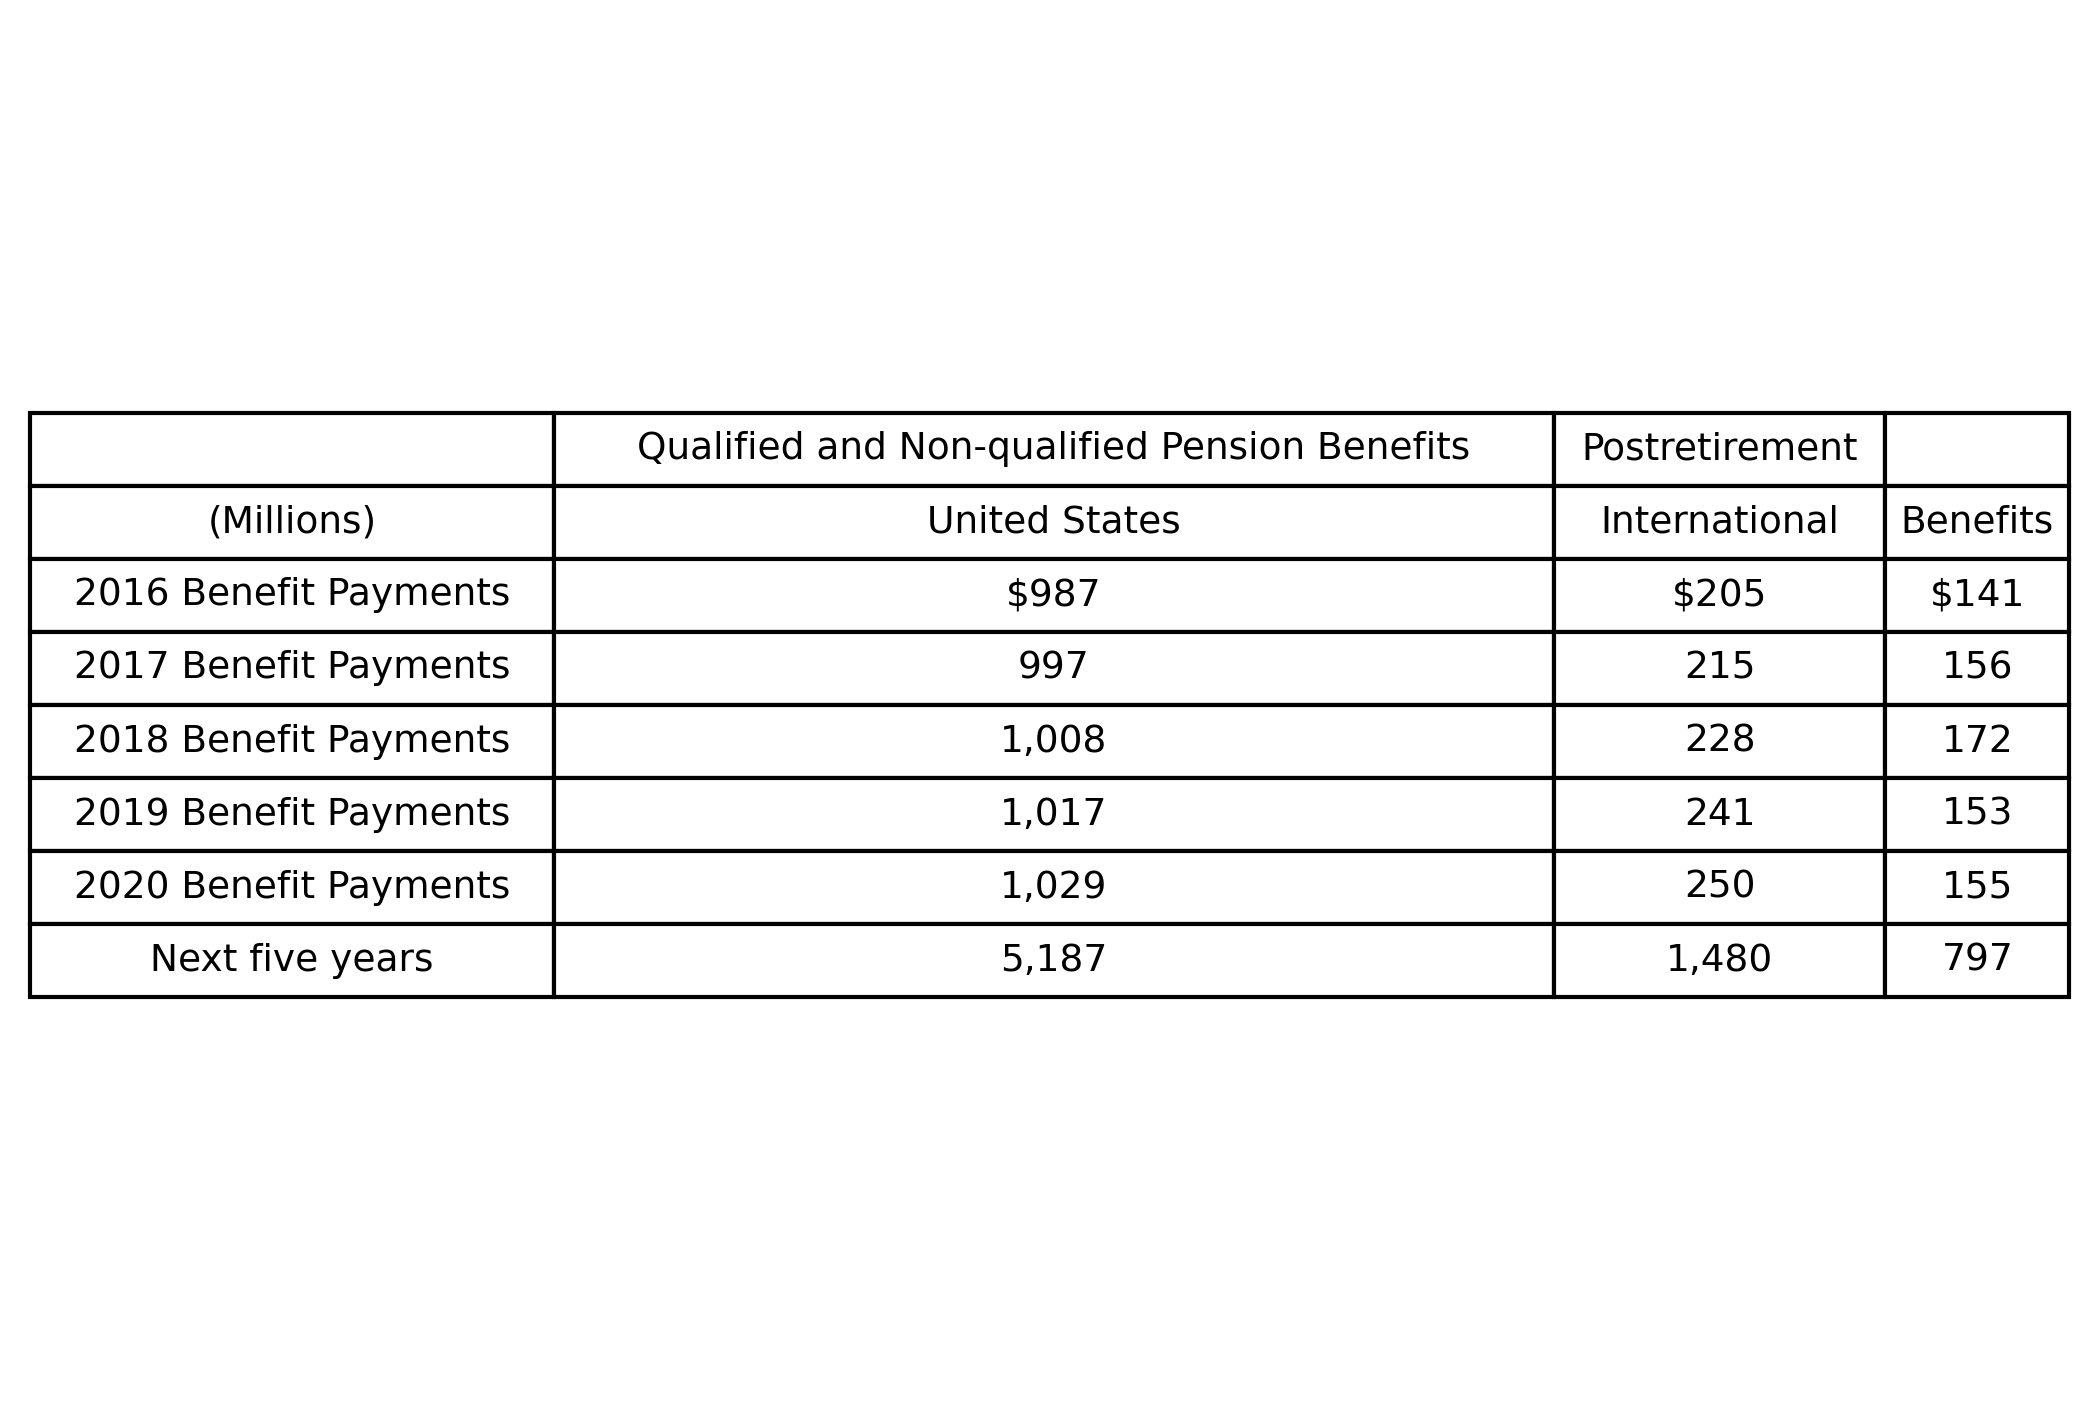 Qualified and Non-qualified Pension Benefits Postretirement
(Millions) United States International Benefits
2016 Benefit Payments $987 $205 $141
2017 Benefit Payments 997 215 156
2018 Benefit Payments 1,008 228 172
2019 Benefit Payments 1,017 241 153
2020 Benefit Payments 1,029 250 155
Next five years 5,187 1,480 797